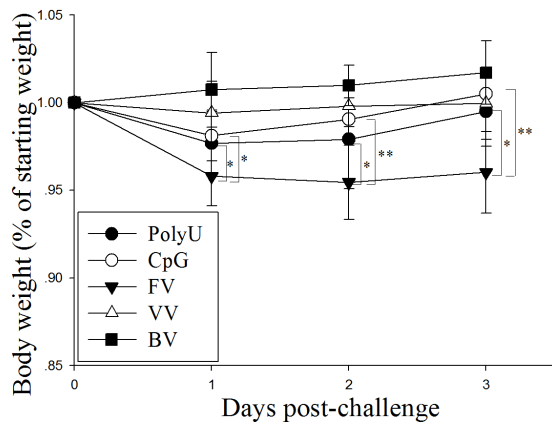 1.05
1.00
.95
.90
.85
Body weight (% of starting weight)
*
*
*
**
*
**
PolyU
CpG
FV
VV
BV
0
1
2
3
Days post-challenge